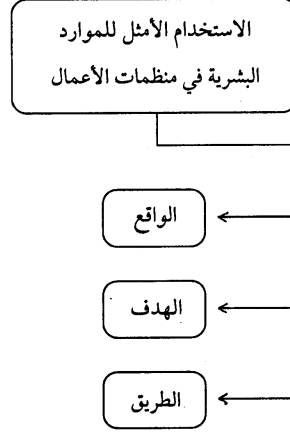 الاستخدام الأمثل للموارد
البشرية في منظمات الأعمال
الواقع
الهدف
الطريق